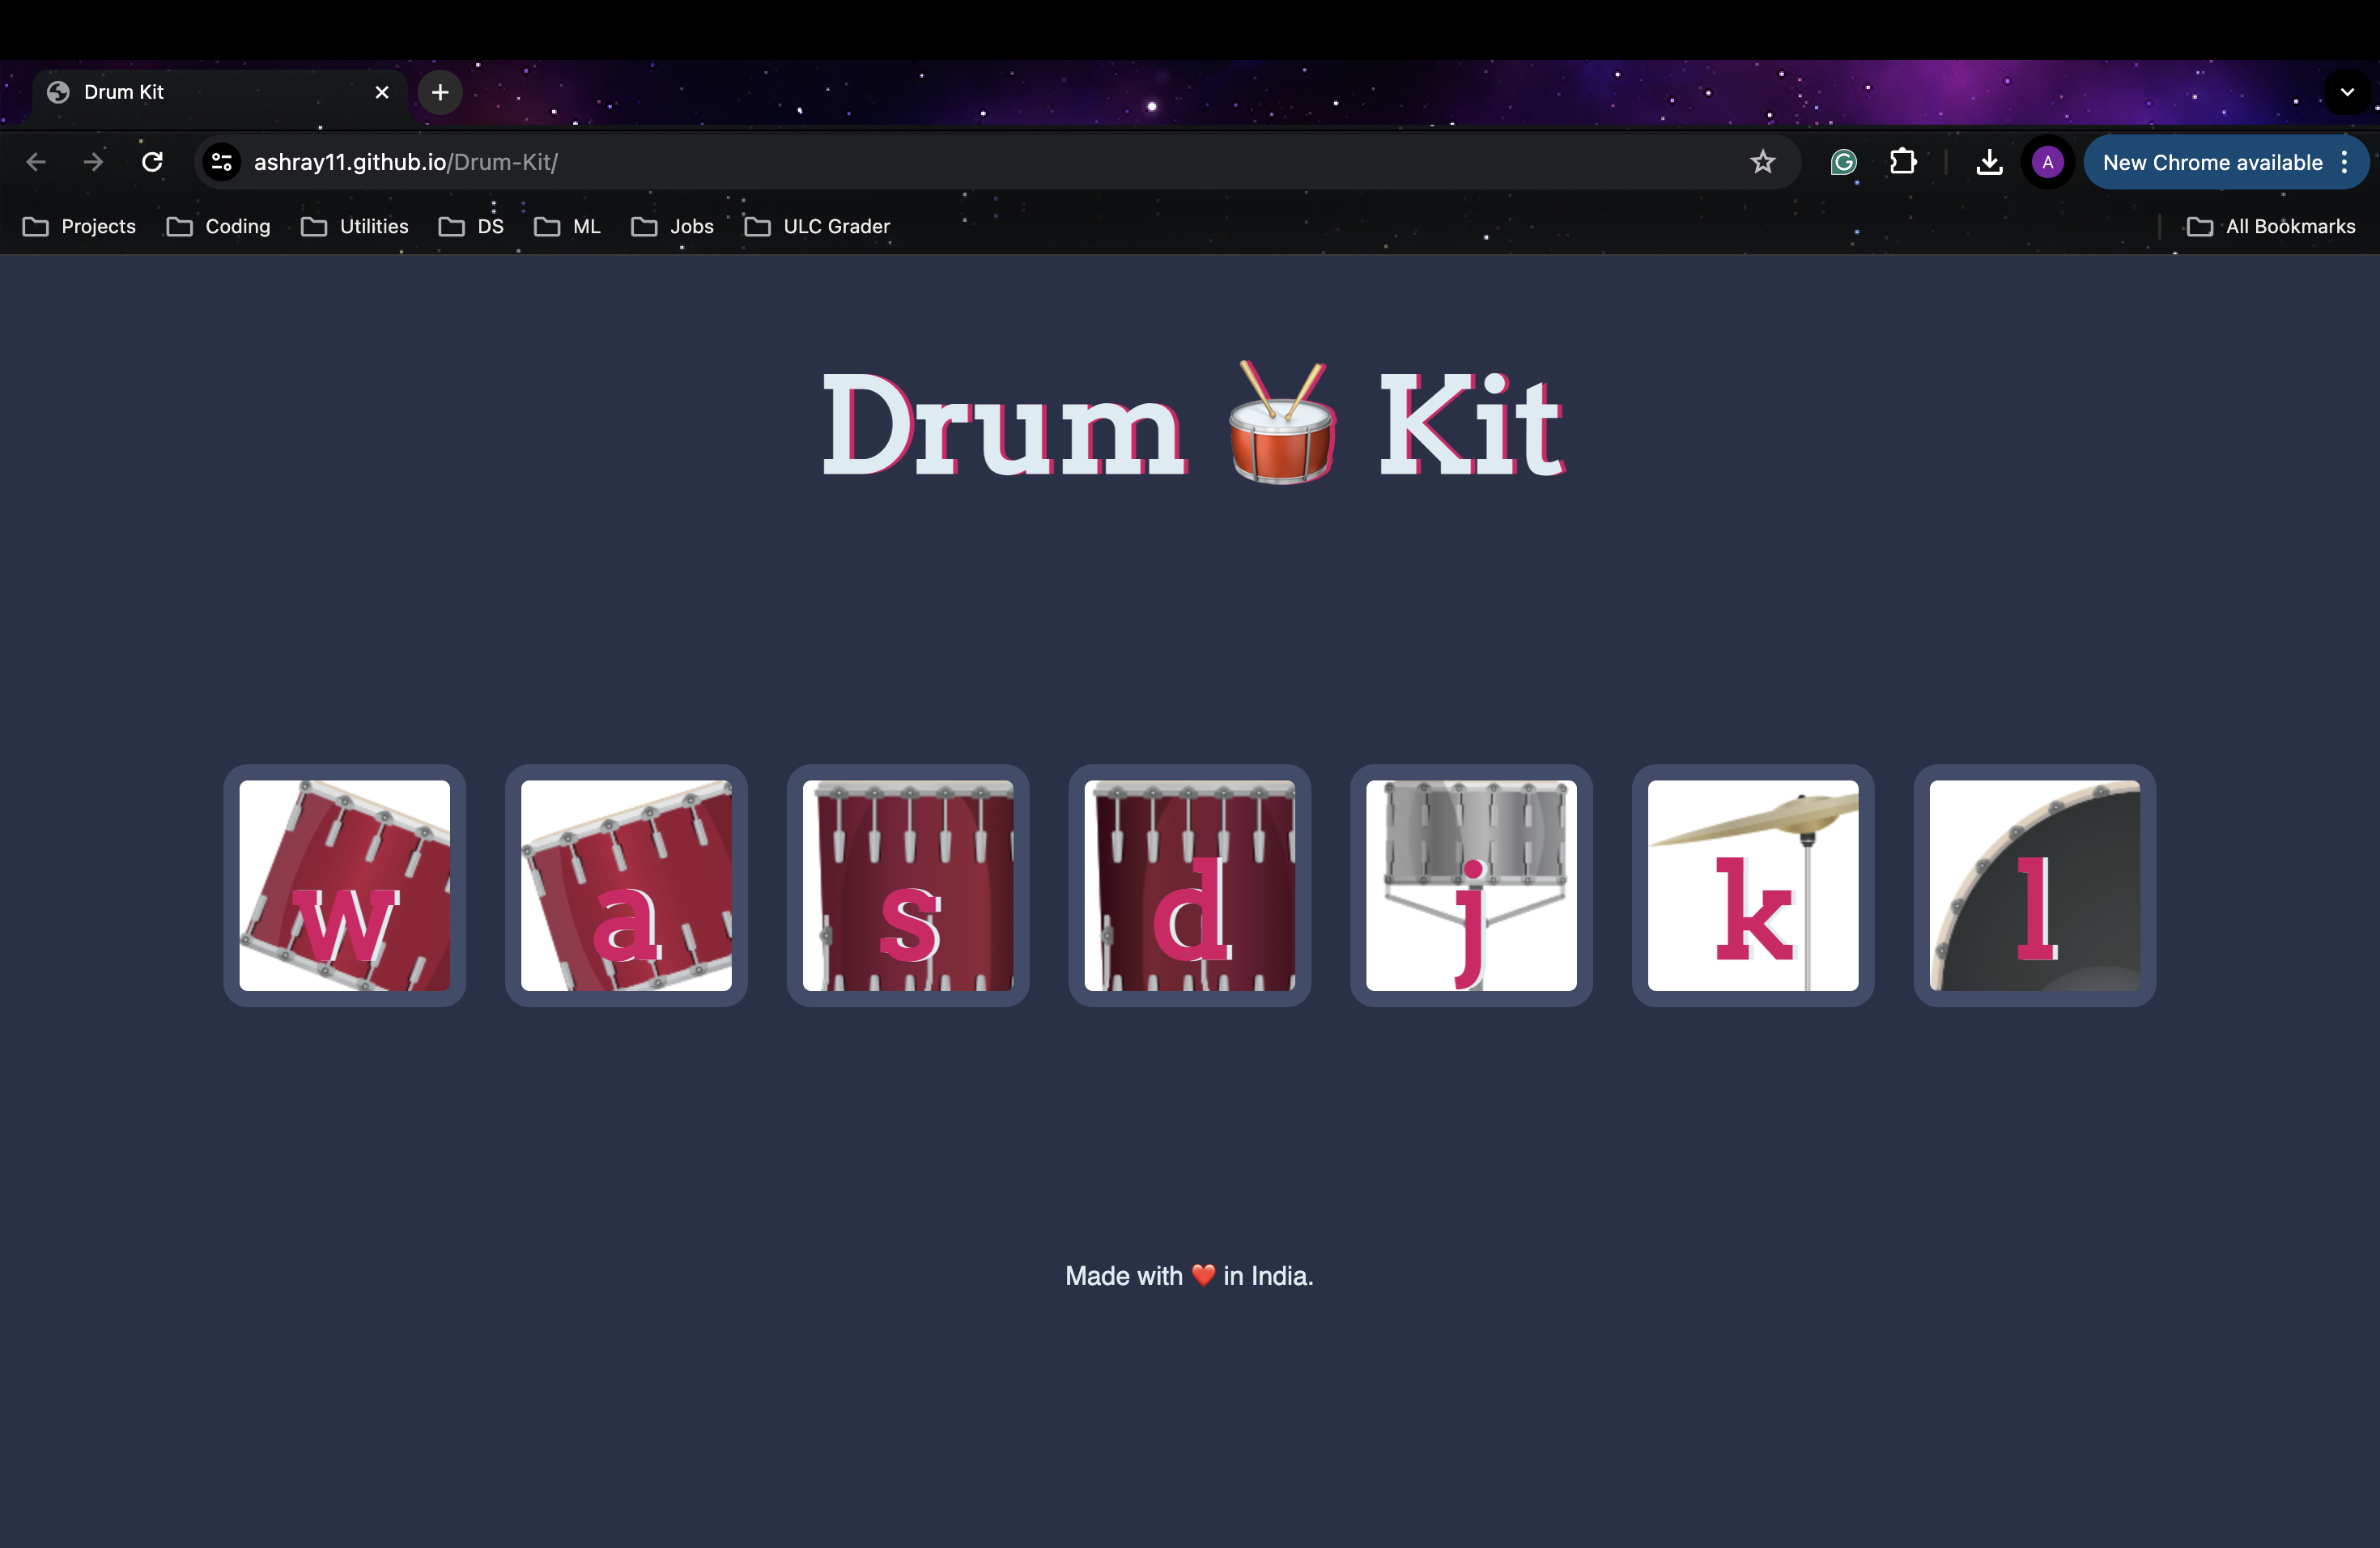 Drum Kit
ashray11.github.io/Drum-Kit/
A
New Chrome available
Projects Coding Utilities DS ML Jobs ULC Grader All Bookmarks
Drum 🥁 Kit
w a s d j k l
Made with ❤️ in India.